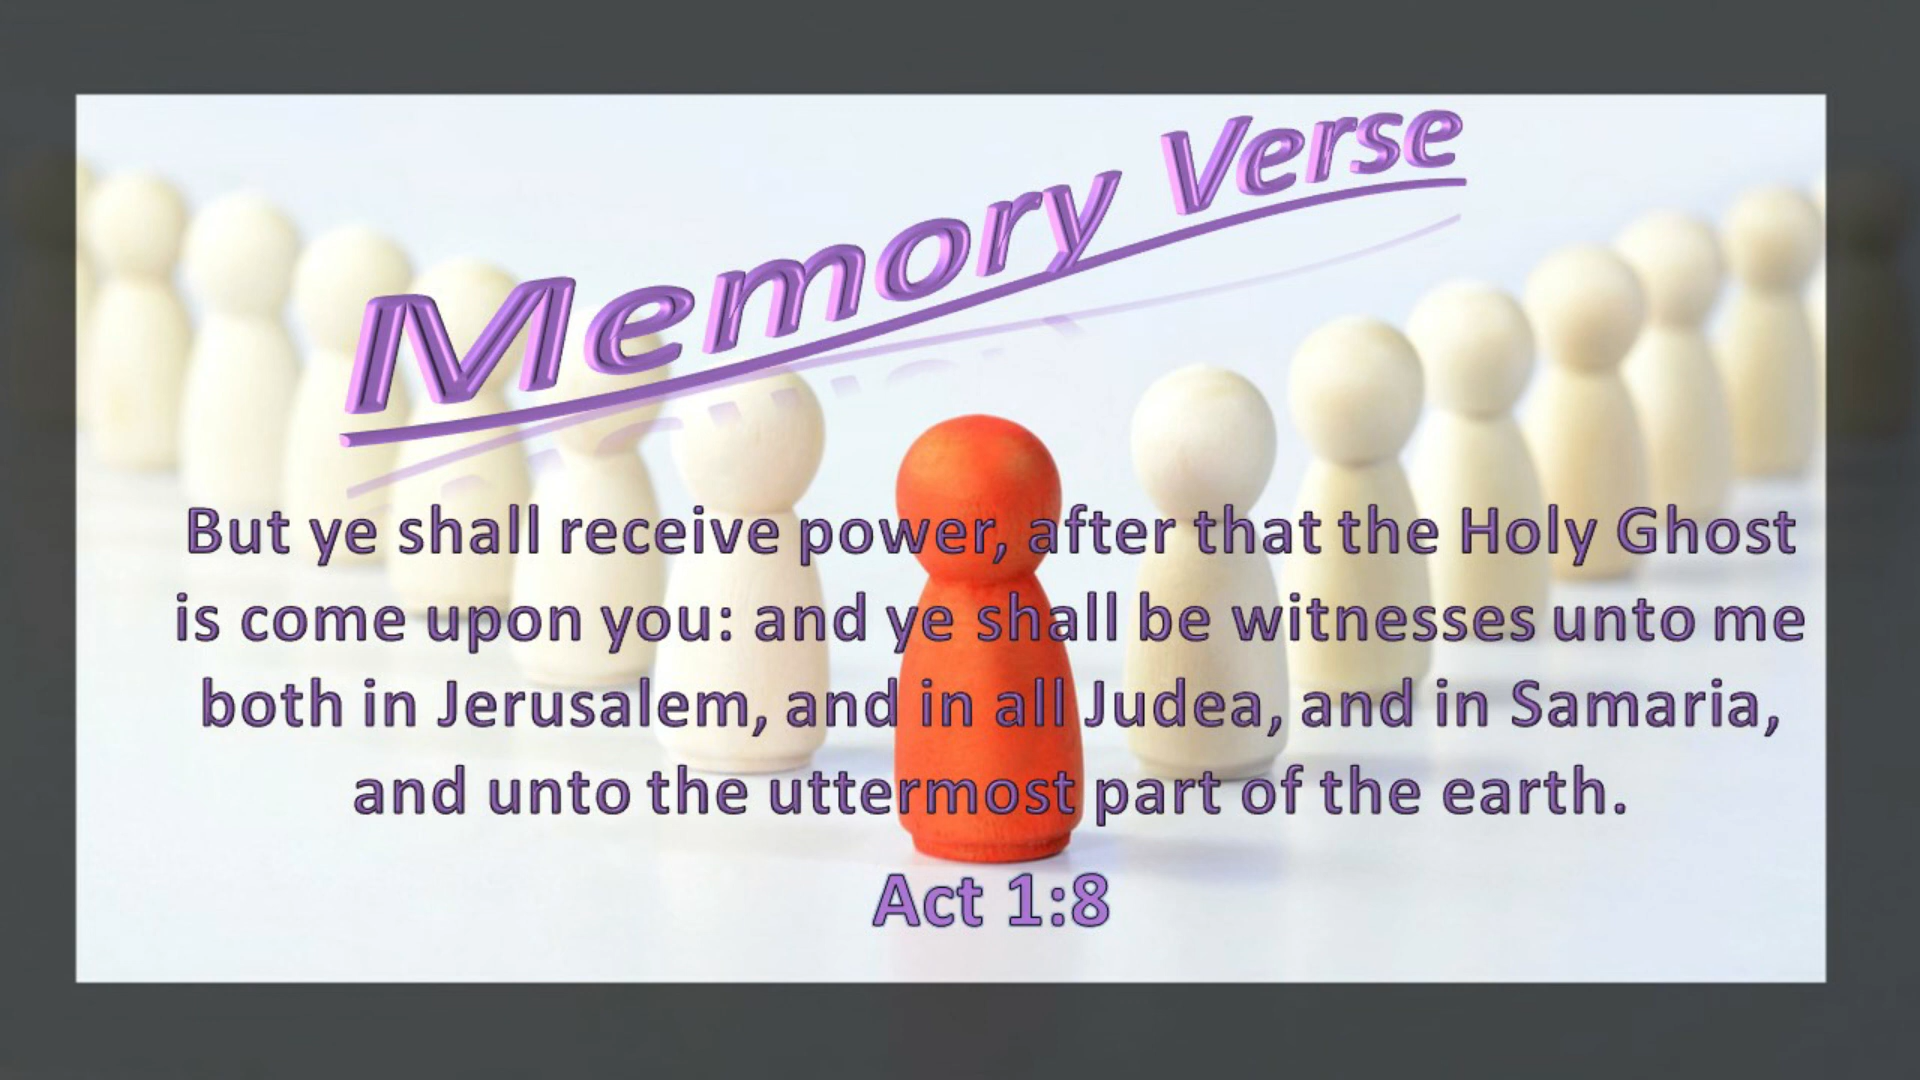 Memory Verse
But ye shall receive power, after that the Holy Ghost
is come upon you: and ye shall be witnesses unto me
both in Jerusalem, and in all Judea, and in Samaria,
and unto the uttermost part of the earth.
Act 1:8